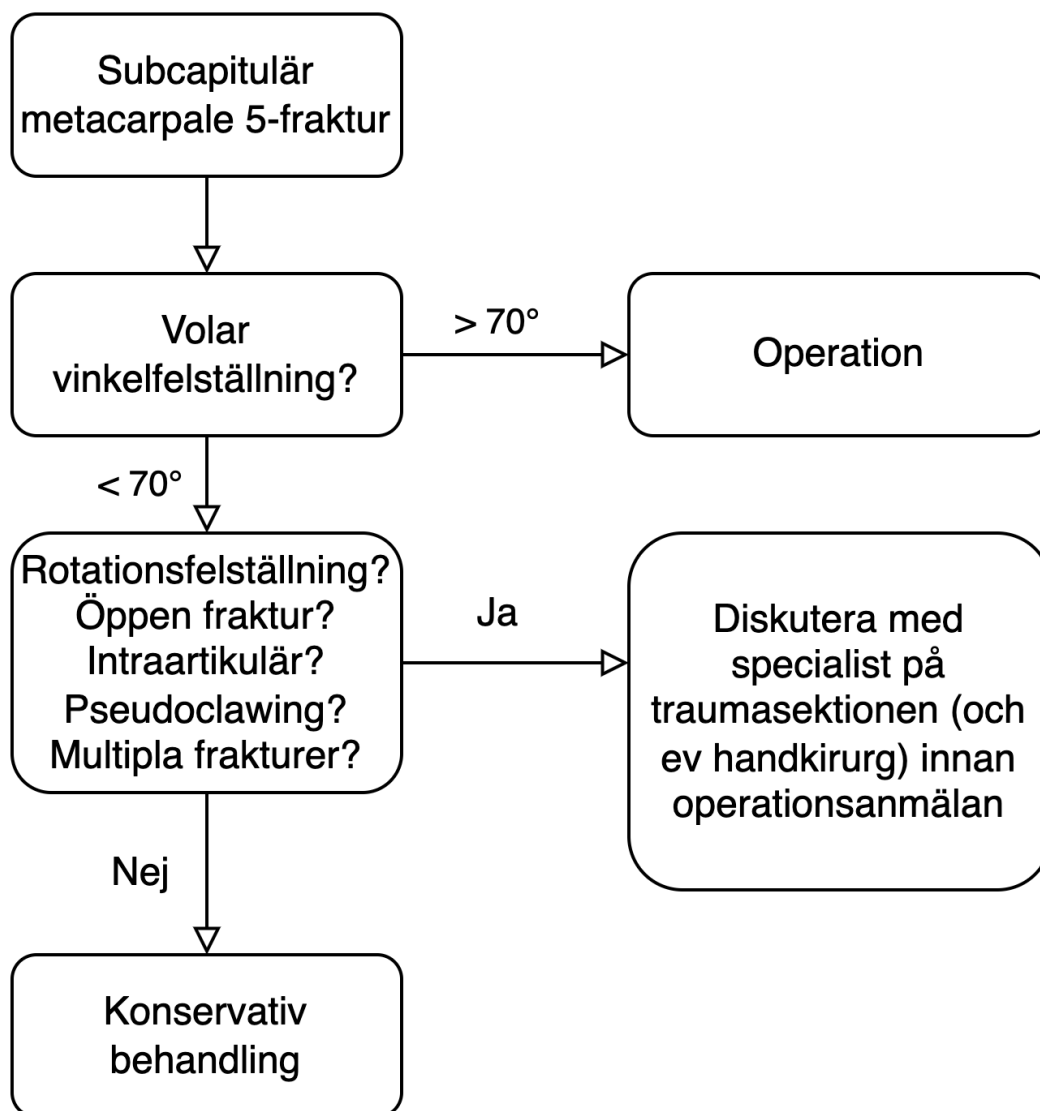 Subcapitulär
metacarpale 5-fraktur
Volar
vinkelfelställning?
> 70°
Operation
< 70°
Rotationsfelställning?
Öppen fraktur?
Intraartikulär?
Pseudoclawing?
Multipla frakturer?
Ja
Diskutera med
specialist på
traumasektionen (och
ev handkirurg) innan
operationsanmälan
Nej
Konservativ
behandling